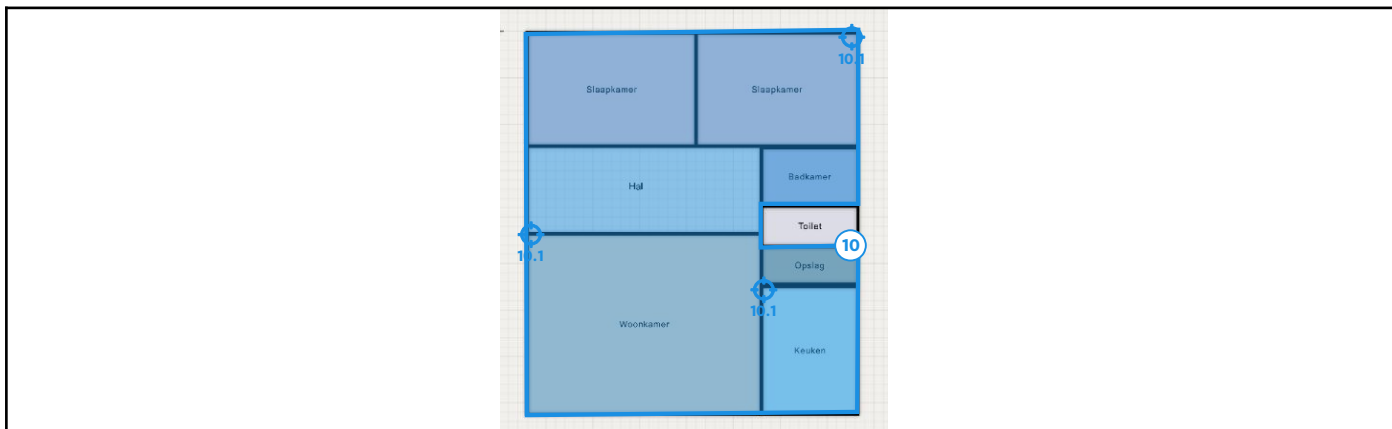 10.1
Slaapkamer
Slaapkamer
Badkamer
Hal
Toilet
10
10.1
Opslag
10.1
Woonkamer
Keuken